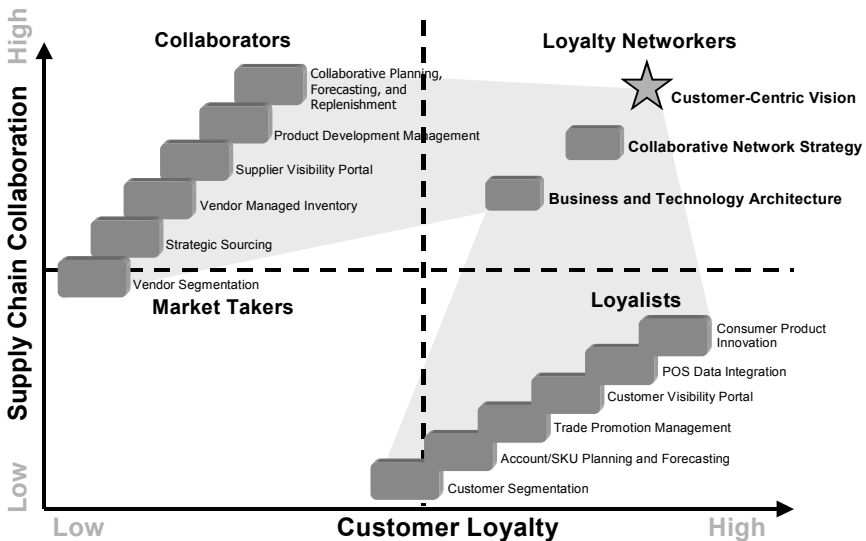 High
Collaborators
Loyalty Networkers
Collaborative Planning,
Forecasting, and
Replenishment
Customer-Centric Vision
Product Development Management
Collaborative Network Strategy
Supplier Visibility Portal
Business and Technology Architecture
Vendor Managed Inventory
Strategic Sourcing
Vendor Segmentation
Supply Chain Collaboration
Market Takers
Loyalists
Consumer Product
Innovation
POS Data Integration
Customer Visibility Portal
Trade Promotion Management
Account/SKU Planning and Forecasting
Customer Segmentation
Low
Low
Customer Loyalty
High